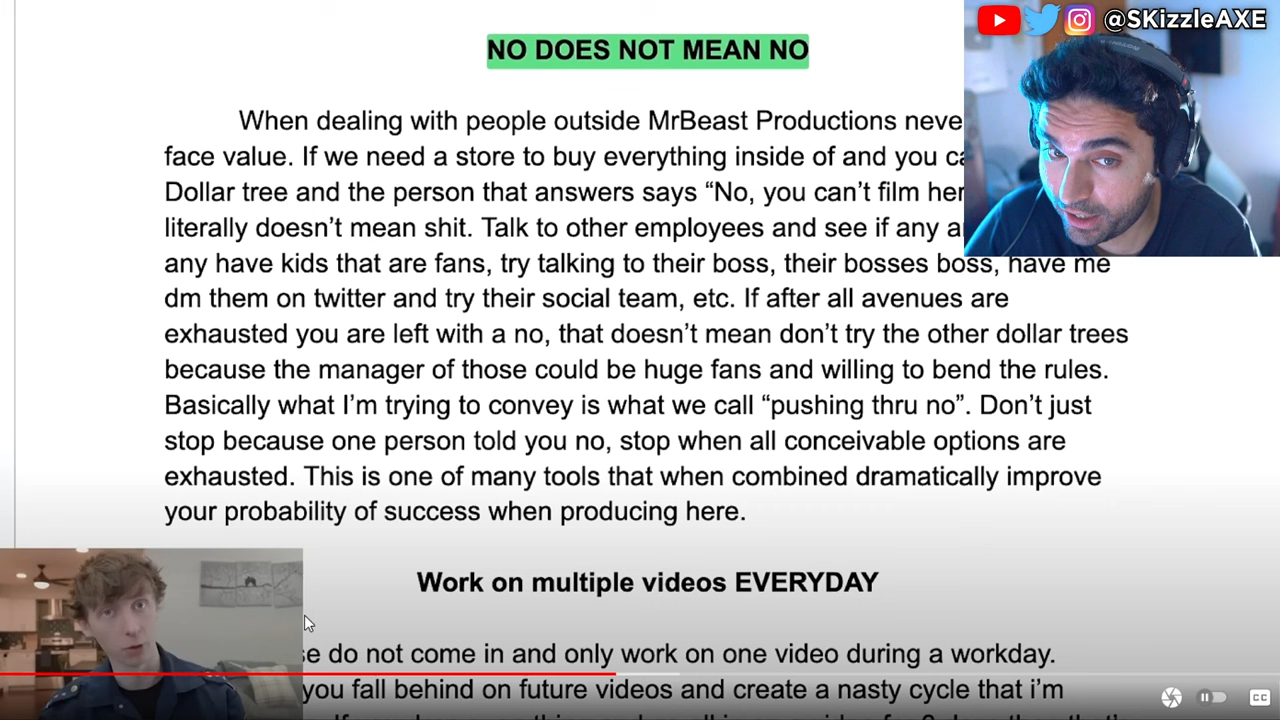 @SKizzleAXE
NO DOES NOT MEAN NO
When dealing with people outside MrBeast Productions neve
face value. If we need a store to buy everything inside of and you ca
Dollar tree and the person that answers says “No, you can’t film her
literally doesn’t mean shit. Talk to other employees and see if any a
any have kids that are fans, try talking to their boss, their bosses boss, have me
dm them on twitter and try their social team, etc. If after all avenues are
exhausted you are left with a no, that doesn’t mean don’t try the other dollar trees
because the manager of those could be huge fans and willing to bend the rules.
Basically what I’m trying to convey is what we call “pushing thru no”. Don’t just
stop because one person told you no, stop when all conceivable options are
exhausted. This is one of many tools that when combined dramatically improve
your probability of success when producing here.
Work on multiple videos EVERYDAY
se do not come in and only work on one video during a workday.
you fall behind on future videos and create a nasty cycle that i’m
CC